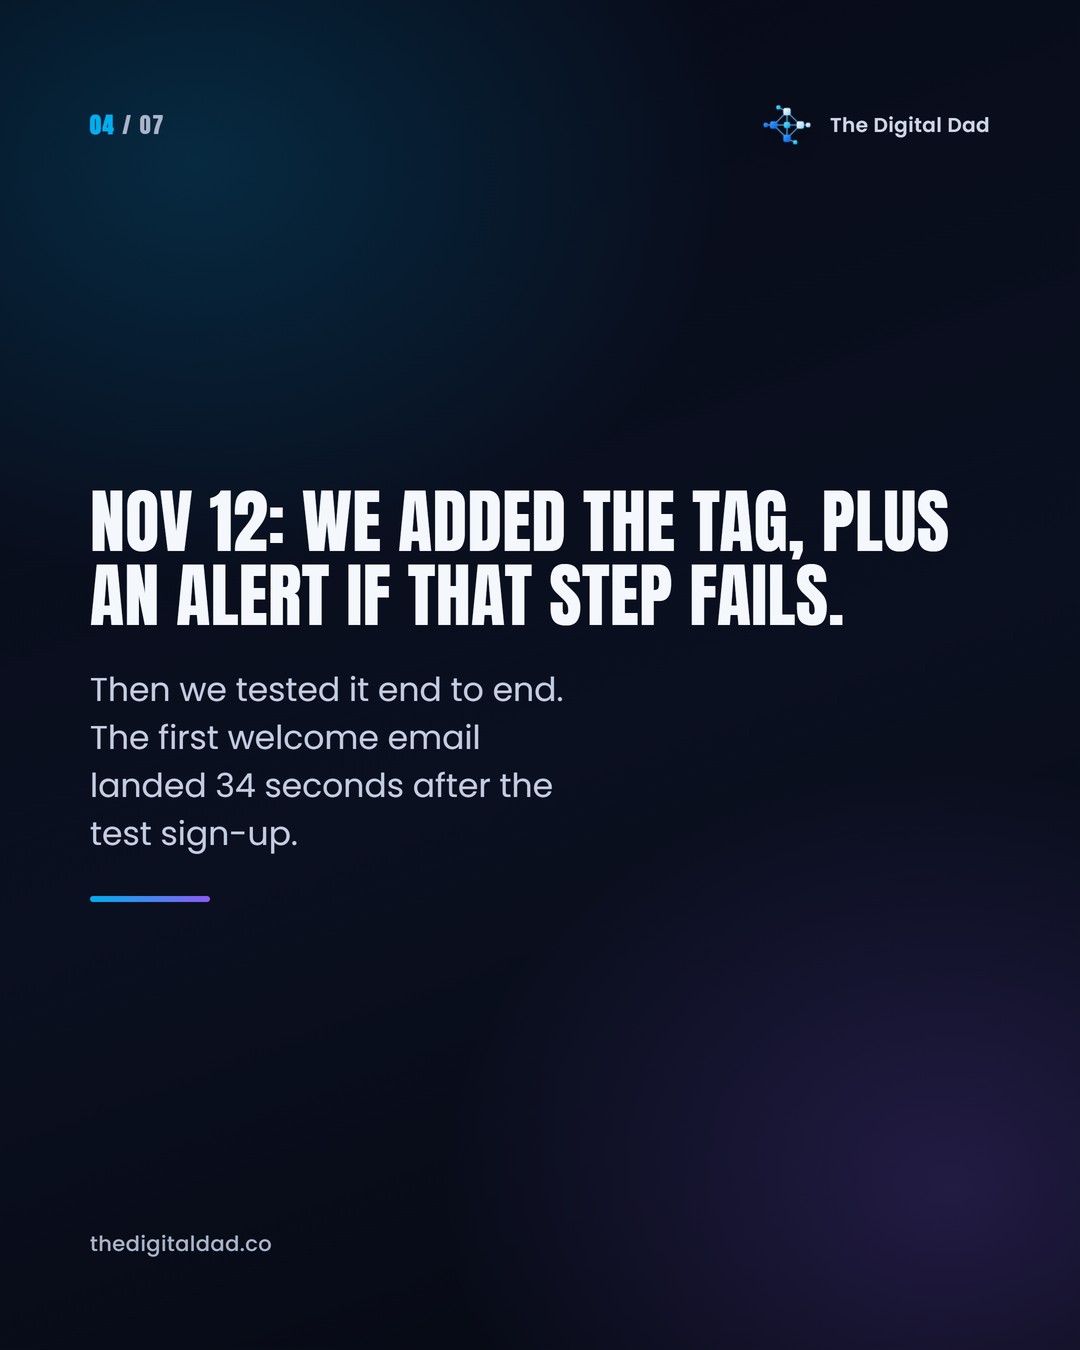 04 / 07
The Digital Dad
NOV 12: WE ADDED THE TAG, PLUS
AN ALERT IF THAT STEP FAILS.
Then we tested it end to end.
The first welcome email
landed 34 seconds after the
test sign-up.
thedigitaldad.co